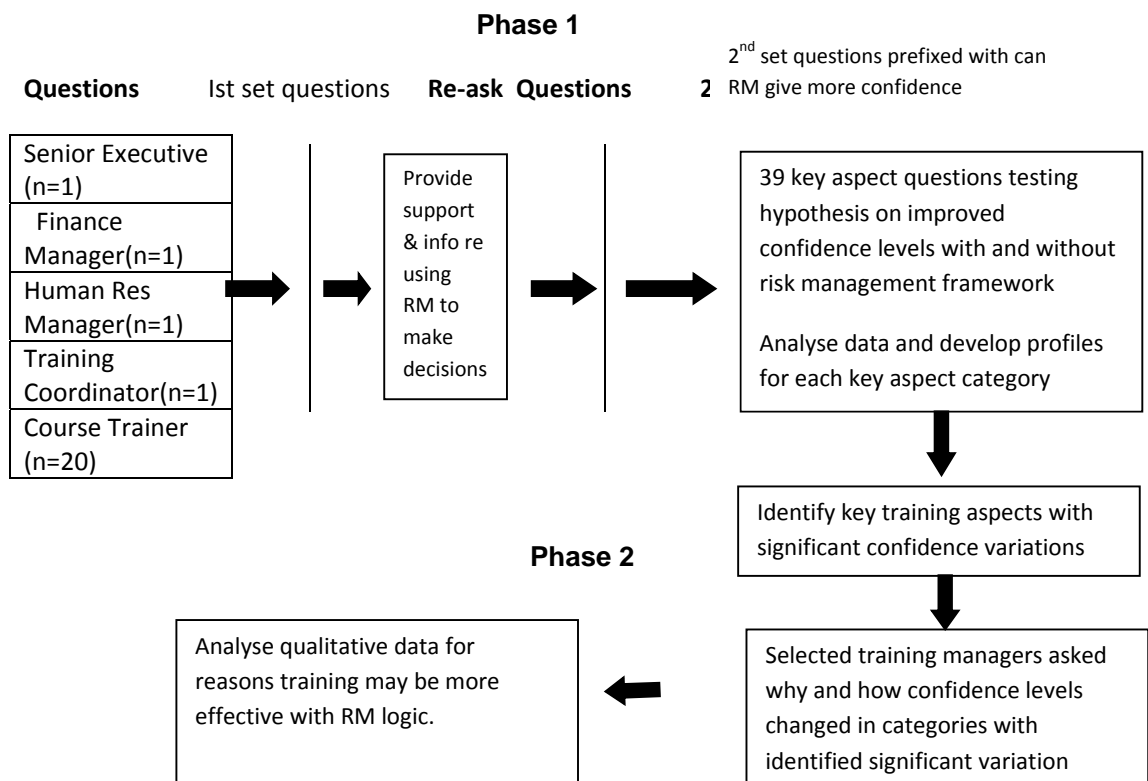 Phase 1
Questions
Ist set questions
Re-ask Questions
2
2nd set questions prefixed with can
RM give more confidence
Senior Executive
(n=1)
Finance
Manager(n=1)
Human Res
Manager(n=1)
Training
Coordinator(n=1)
Course Trainer
(n=20)
Provide
support
& info re
using
RM to
make
decisions
39 key aspect questions testing
hypothesis on improved
confidence levels with and without
risk management framework
Analyse data and develop profiles
for each key aspect category
Identify key training aspects with
significant confidence variations
Phase 2
Selected training managers asked
why and how confidence levels
changed in categories with
identified significant variation
Analyse qualitative data for
reasons training may be more
effective with RM logic.